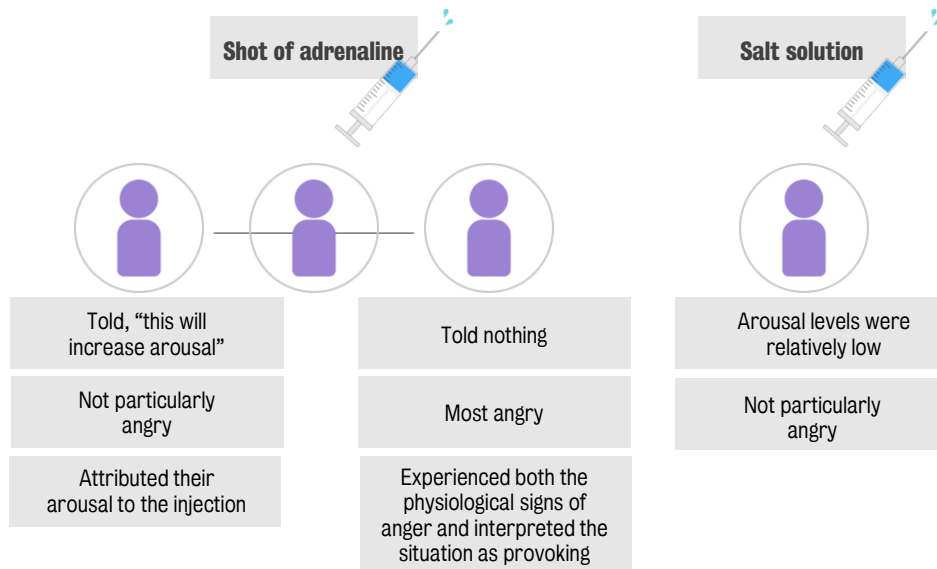 Shot of adrenaline
Salt solution
Told, “this will
increase arousal”
Told nothing
Arousal levels were
relatively low
Not particularly
angry
Most angry
Not particularly
angry
Attributed their
arousal to the injection
Experienced both the
physiological signs of
anger and interpreted the
situation as provoking